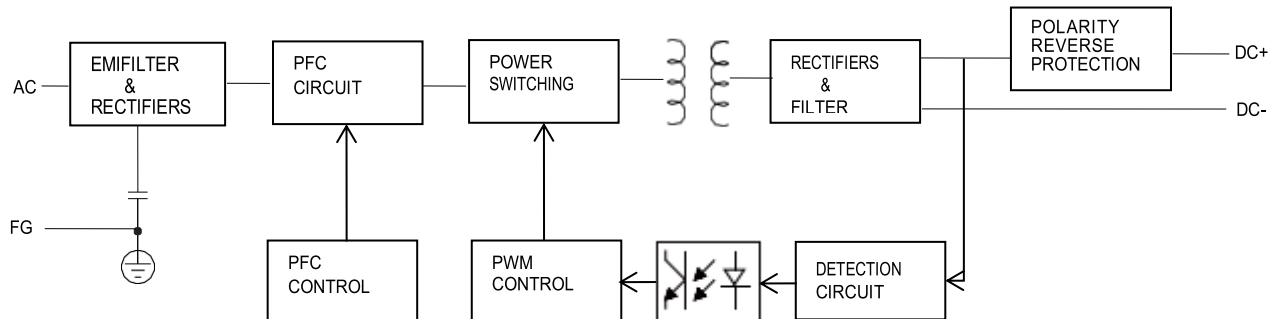 AC
EMIFILTER
&
RECTIFIERS
PFC
CIRCUIT
POWER
SWITCHING
RECTIFIERS
&
FILTER
POLARITY
REVERSE
PROTECTION
DC+
DC-
FG
PFC
CONTROL
PWM
CONTROL
DETECTION
CIRCUIT